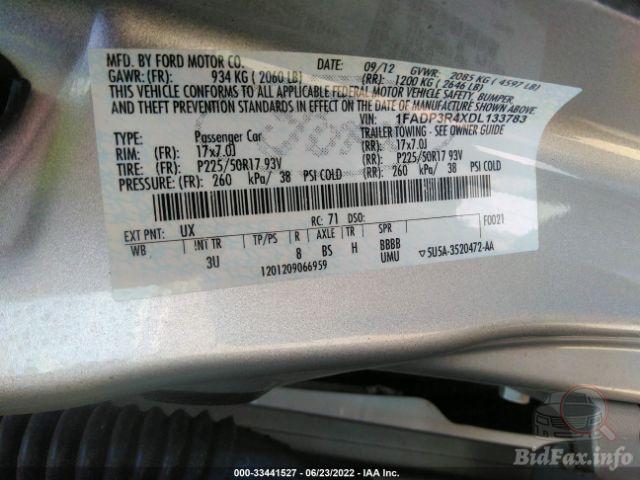 MFD. BY FORD MOTOR CO.
DATE: 09/12 GVWR: 2085 KG ( 4597 LB)
GAWR: (FR): 934 KG ( 2060 LB) (RR): 1200 KG ( 2646 LB)
THIS VEHICLE CONFORMS TO ALL APPLICABLE FEDERAL MOTOR VEHICLE SAFETY, BUMPER,
AND THEFT PREVENTION STANDARDS IN EFFECT ON THE DATE OF MANUFACTURE SHOWN ABOVE.
VIN: 1FADP3R4XDL133783
TYPE: Passenger Car TRAILER TOWING - SEE OWNER GUIDE
RIM: (FR): 17x7.0J (RR): 17x7.0J
TIRE: (FR): P225/50R17 93V (RR): P225/50R17 93V
PRESSURE: (FR): 260 kPa/ 38 PSI COLD (RR): 260 kPa/ 38 PSI COLD
EXT PNT: UX RC: 71 DSO: F0021
WB INT TR TP/PS R AXLE TR SPR
3U 8 BS H BBBB
1201209066959 UMU ▽ 5U5A-3520472-AA
000-33441527 - 06/23/2022 - IAA Inc.
BidFax.info